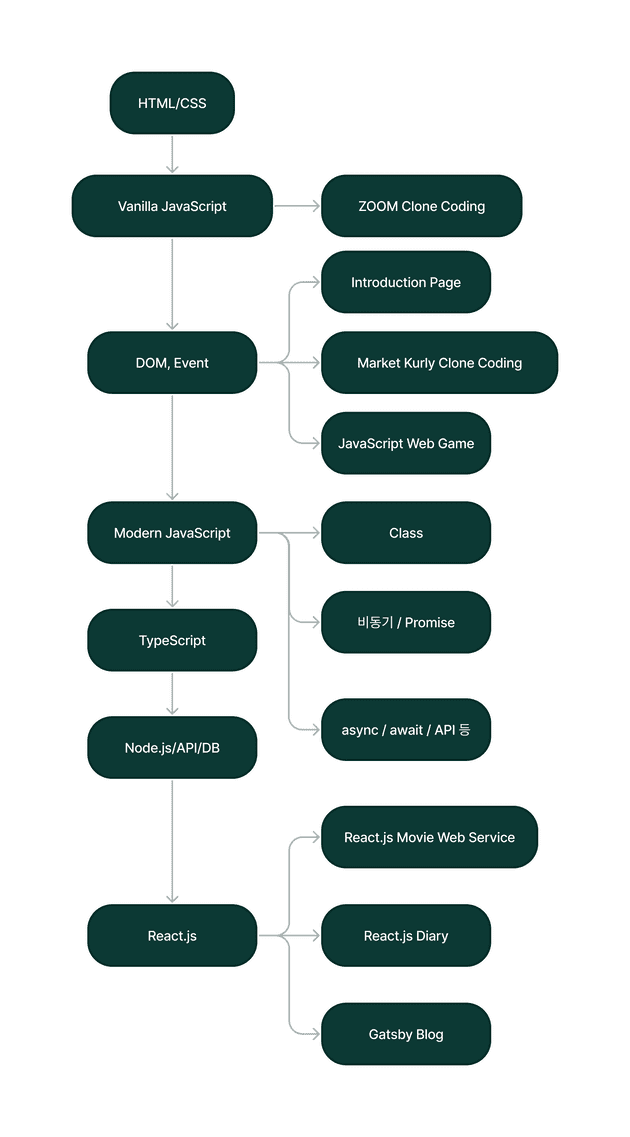 HTML/CSS
Vanilla JavaScript
ZOOM Clone Coding
Introduction Page
DOM, Event
Market Kurly Clone Coding
JavaScript Web Game
Modern JavaScript
Class
비동기 / Promise
TypeScript
async / await / API 등
Node.js/API/DB
React.js Movie Web Service
React.js
React.js Diary
Gatsby Blog